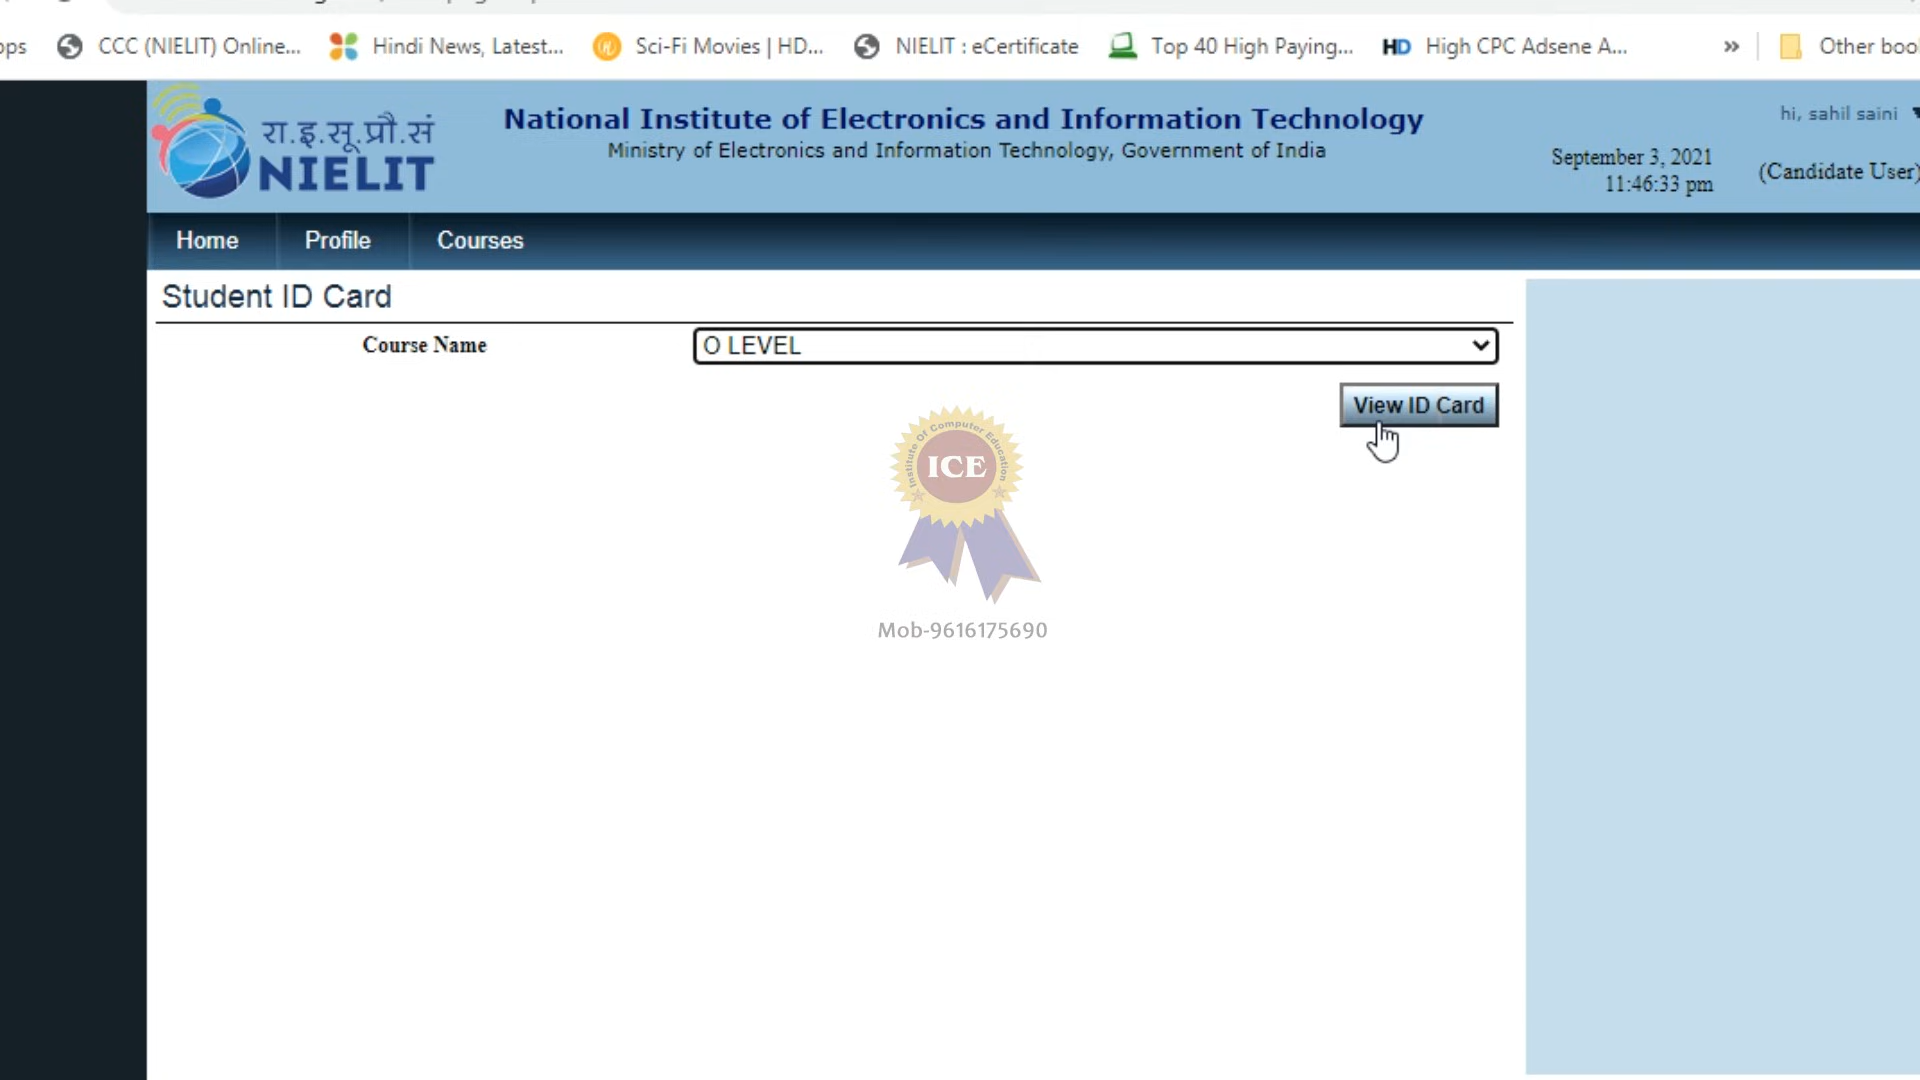 ops CCC (NIELIT) Online... Hindi News, Latest... Sci-Fi Movies | HD... NIELIT : eCertificate Top 40 High Paying... HD High CPC Adsene A... » Other boo
रा.इ.सू.प्रौ.सं
NIELIT
National Institute of Electronics and Information Technology
Ministry of Electronics and Information Technology, Government of India
hi, sahil saini
September 3, 2021
11:46:33 pm
(Candidate User)
Home Profile Courses
Student ID Card
Course Name O LEVEL
View ID Card
Institute Of Computer Education
ICE
Mob-9616175690